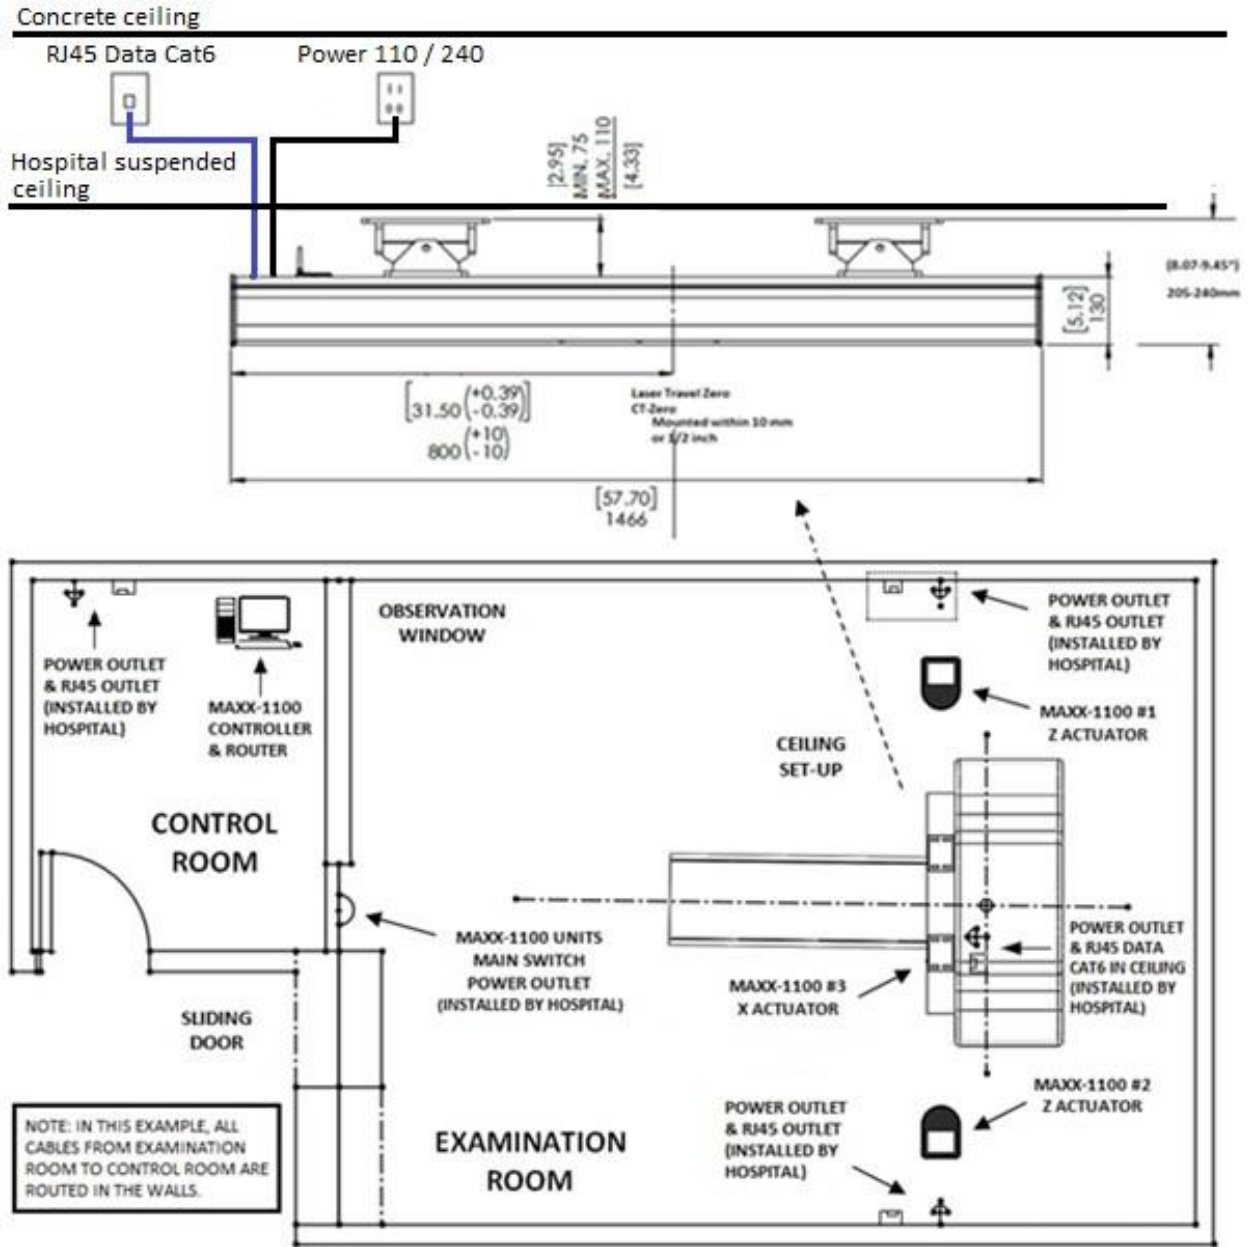 Concrete ceiling
RJ45 Data Cat6
Power 110 / 240
Hospital suspended
ceiling
[2.95]
MIN. 75
MAX. 110
[4.33]
(8.07-9.45")
205-240mm
[5.12]
130
[31.50 (+0.39 -0.39)]
800 (+10 -10)
Laser Travel Zero
CT-Zero
Mounted within 10 mm
or 1/2 inch
[57.70]
1466
OBSERVATION
WINDOW
POWER OUTLET
& RJ45 OUTLET
(INSTALLED BY
HOSPITAL)
MAXX-1100
CONTROLLER
& ROUTER
POWER OUTLET
& RJ45 OUTLET
(INSTALLED BY
HOSPITAL)
MAXX-1100 #1
Z ACTUATOR
CEILING
SET-UP
CONTROL
ROOM
MAXX-1100 UNITS
MAIN SWITCH
POWER OUTLET
(INSTALLED BY HOSPITAL)
MAXX-1100 #3
X ACTUATOR
POWER OUTLET
& RJ45 DATA
CAT6 IN CEILING
(INSTALLED BY
HOSPITAL)
SLIDING
DOOR
MAXX-1100 #2
Z ACTUATOR
POWER OUTLET
& RJ45 OUTLET
(INSTALLED BY
HOSPITAL)
EXAMINATION
ROOM
NOTE: IN THIS EXAMPLE, ALL
CABLES FROM EXAMINATION
ROOM TO CONTROL ROOM ARE
ROUTED IN THE WALLS.